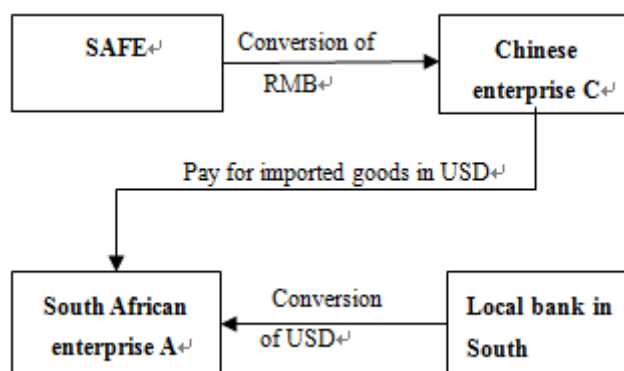 SAFE↵
Conversion of
RMB↵
Chinese
enterprise C↵
Pay for imported goods in USD↵
South African
enterprise A↵
Conversion
of USD↵
Local bank in
South